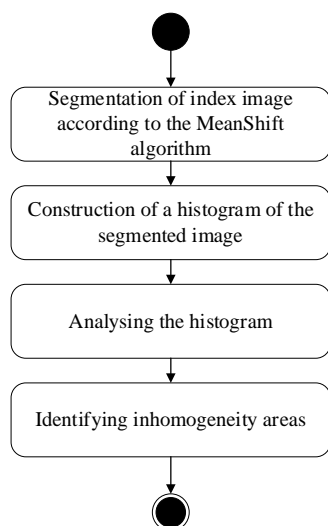 Segmentation of index image
according to the MeanShift
algorithm
Construction of a histogram of the
segmented image
Analysing the histogram
Identifying inhomogeneity areas